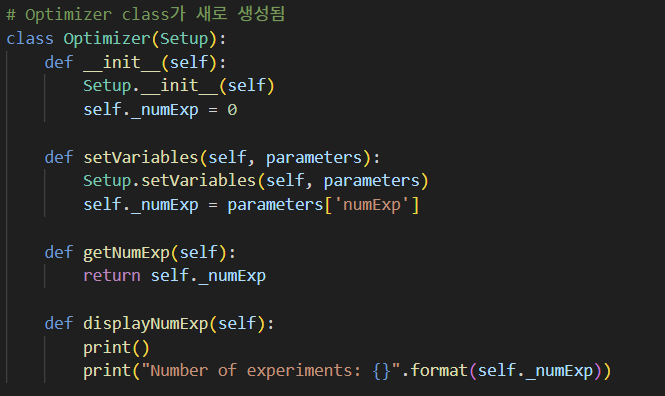 # Optimizer class가 새로 생성됨
class Optimizer(Setup):
    def __init__(self):
        Setup.__init__(self)
        self._numExp = 0

    def setVariables(self, parameters):
        Setup.setVariables(self, parameters)
        self._numExp = parameters['numExp']

    def getNumExp(self):
        return self._numExp

    def displayNumExp(self):
        print()
        print("Number of experiments: {}".format(self._numExp))